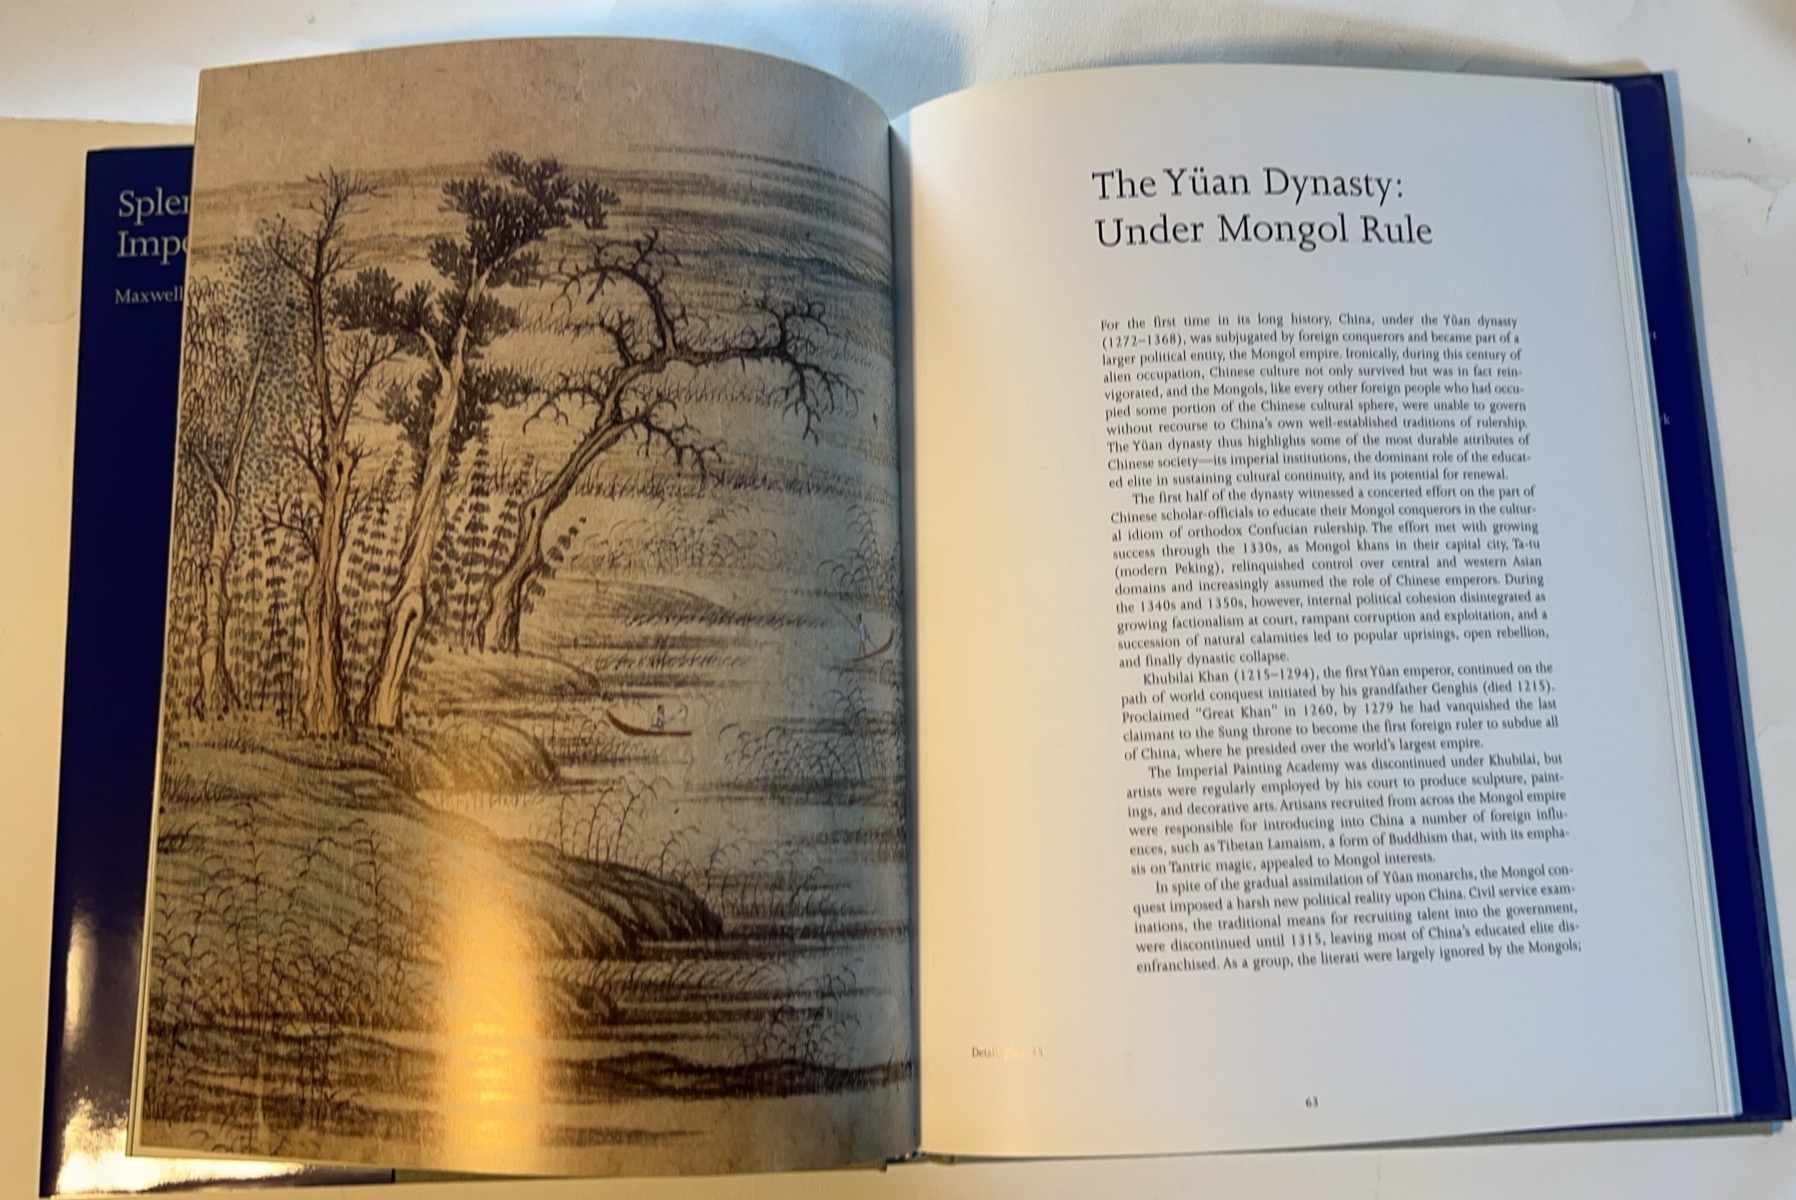 Splen
Impe
Maxwell
The Yüan Dynasty:
Under Mongol Rule
For the first time in its long history, China, under the Yüan dynasty
(1272–1368), was subjugated by foreign conquerors and became part of a
larger political entity, the Mongol empire. Ironically, during this century of
alien occupation, Chinese culture not only survived but was in fact rein-
vigorated, and the Mongols, like every other foreign people who had occu-
pied some portion of the Chinese cultural sphere, were unable to govern
without recourse to China's own well-established traditions of rulership.
The Yüan dynasty thus highlights some of the most durable attributes of
Chinese society—its imperial institutions, the dominant role of the educat-
ed elite in sustaining cultural continuity, and its potential for renewal.
The first half of the dynasty witnessed a concerted effort on the part of
Chinese scholar-officials to educate their Mongol conquerors in the cultur-
al idiom of orthodox Confucian rulership. The effort met with growing
success through the 1330s, as Mongol khans in their capital city, Ta-tu
(modern Peking), relinquished control over central and western Asian
domains and increasingly assumed the role of Chinese emperors. During
the 1340s and 1350s, however, internal political cohesion disintegrated as
growing factionalism at court, rampant corruption and exploitation, and a
succession of natural calamities led to popular uprisings, open rebellion,
and finally dynastic collapse.
Khubilai Khan (1215–1294), the first Yüan emperor, continued on the
path of world conquest initiated by his grandfather Genghis (died 1215).
Proclaimed "Great Khan" in 1260, by 1279 he had vanquished the last
claimant to the Sung throne to become the first foreign ruler to subdue all
of China, where he presided over the world's largest empire.
The Imperial Painting Academy was discontinued under Khubilai, but
artists were regularly employed by his court to produce sculpture, paint-
ings, and decorative arts. Artisans recruited from across the Mongol empire
were responsible for introducing into China a number of foreign influ-
ences, such as Tibetan Lamaism, a form of Buddhism that, with its empha-
sis on Tantric magic, appealed to Mongol interests.
In spite of the gradual assimilation of Yüan monarchs, the Mongol con-
quest imposed a harsh new political reality upon China. Civil service exam-
inations, the traditional means for recruiting talent into the government,
were discontinued until 1315, leaving most of China's educated elite dis-
enfranchised. As a group, the literati were largely ignored by the Mongols;
Detai 45
63